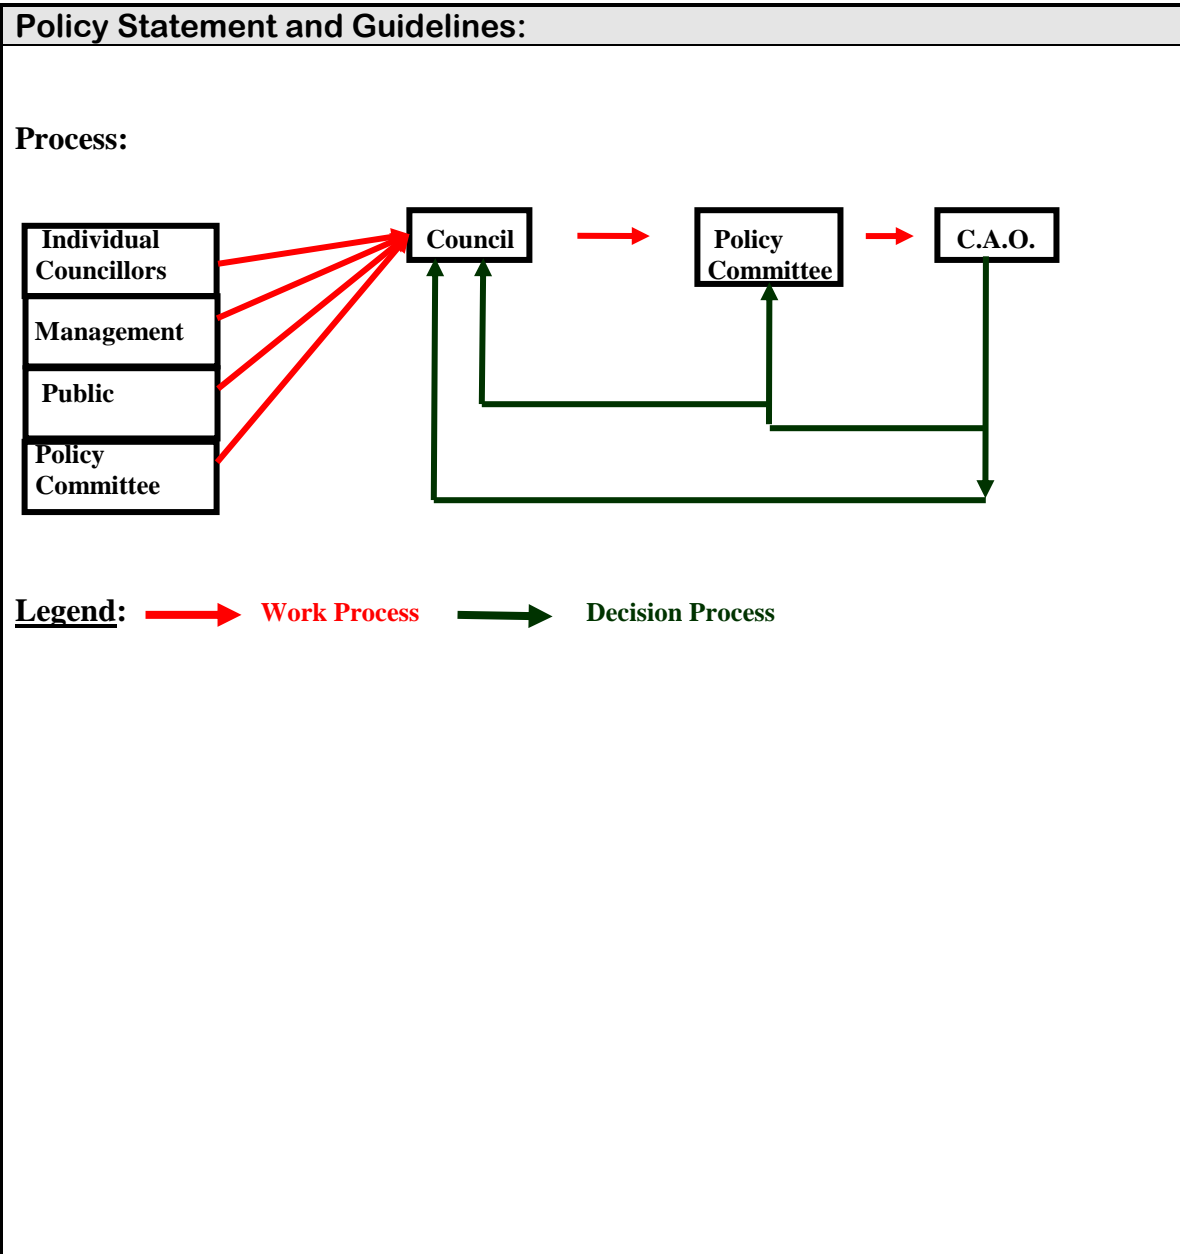 Policy Statement and Guidelines:
Process:
Individual
Councillors
Management
Public
Policy
Committee
Council
Policy
Committee
C.A.O.
Legend: Work Process Decision Process